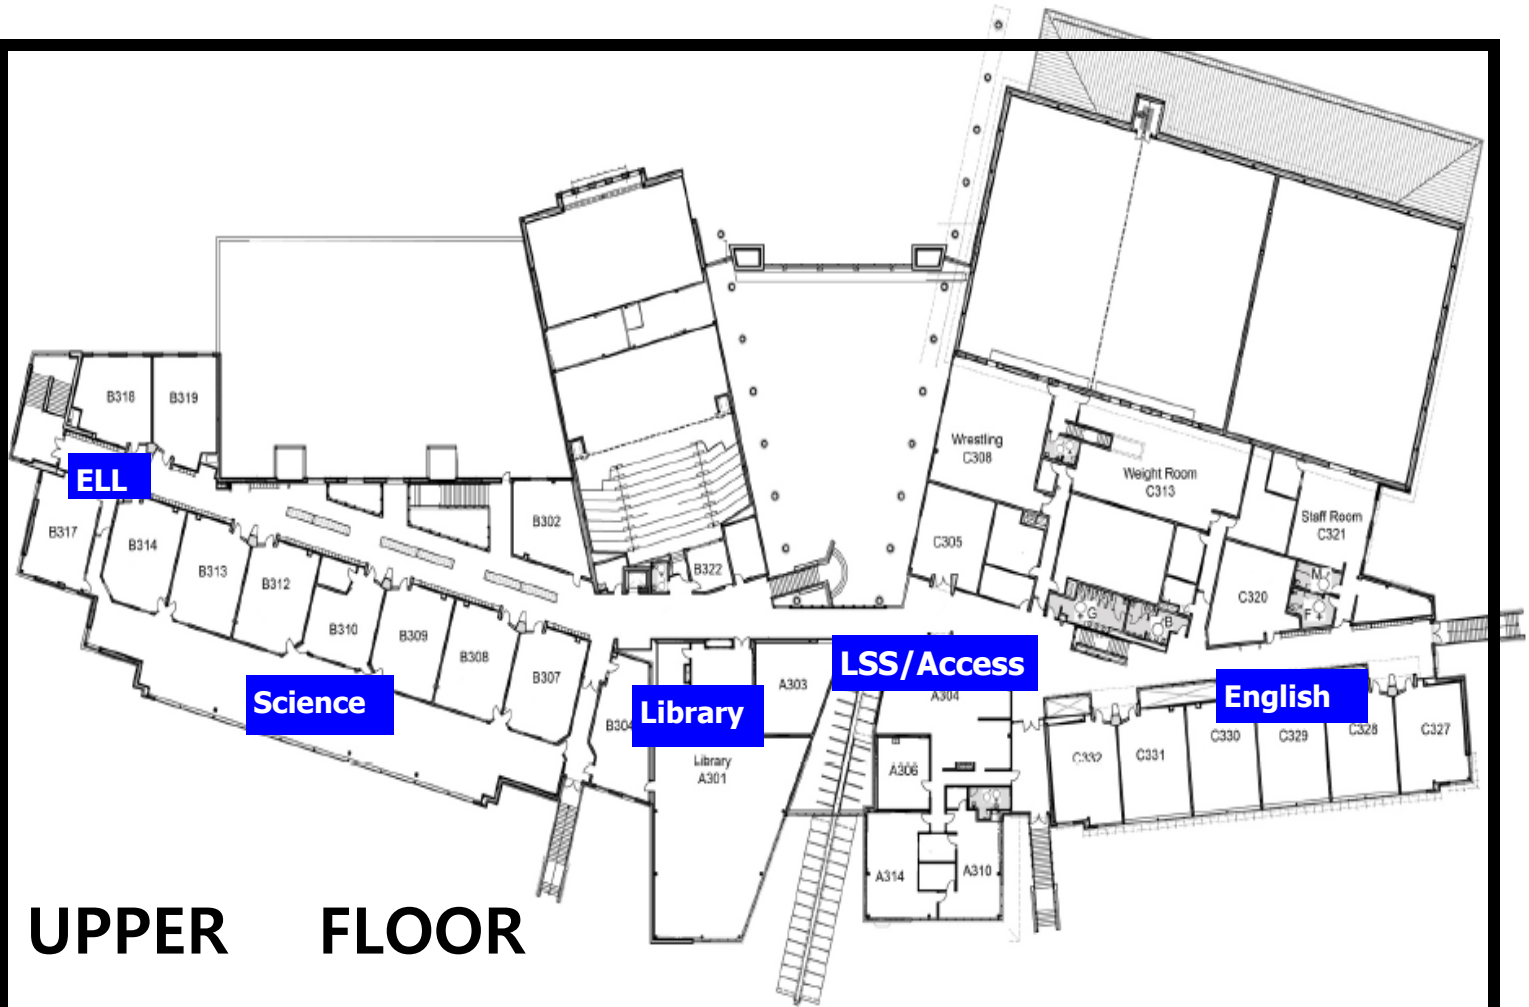 Wrestling
C308
Weight Room
C313
Staff Room
C321
B318
B319
ELL
B317
B314
B313
B312
B310
B309
B308
B307
B302
B322
C305
G
B
C320
M
F
Science
B304
Library
A303
Library
A301
LSS/Access
A304
A306
A314
A310
English
C332
C331
C330
C329
C328
C327
UPPER FLOOR